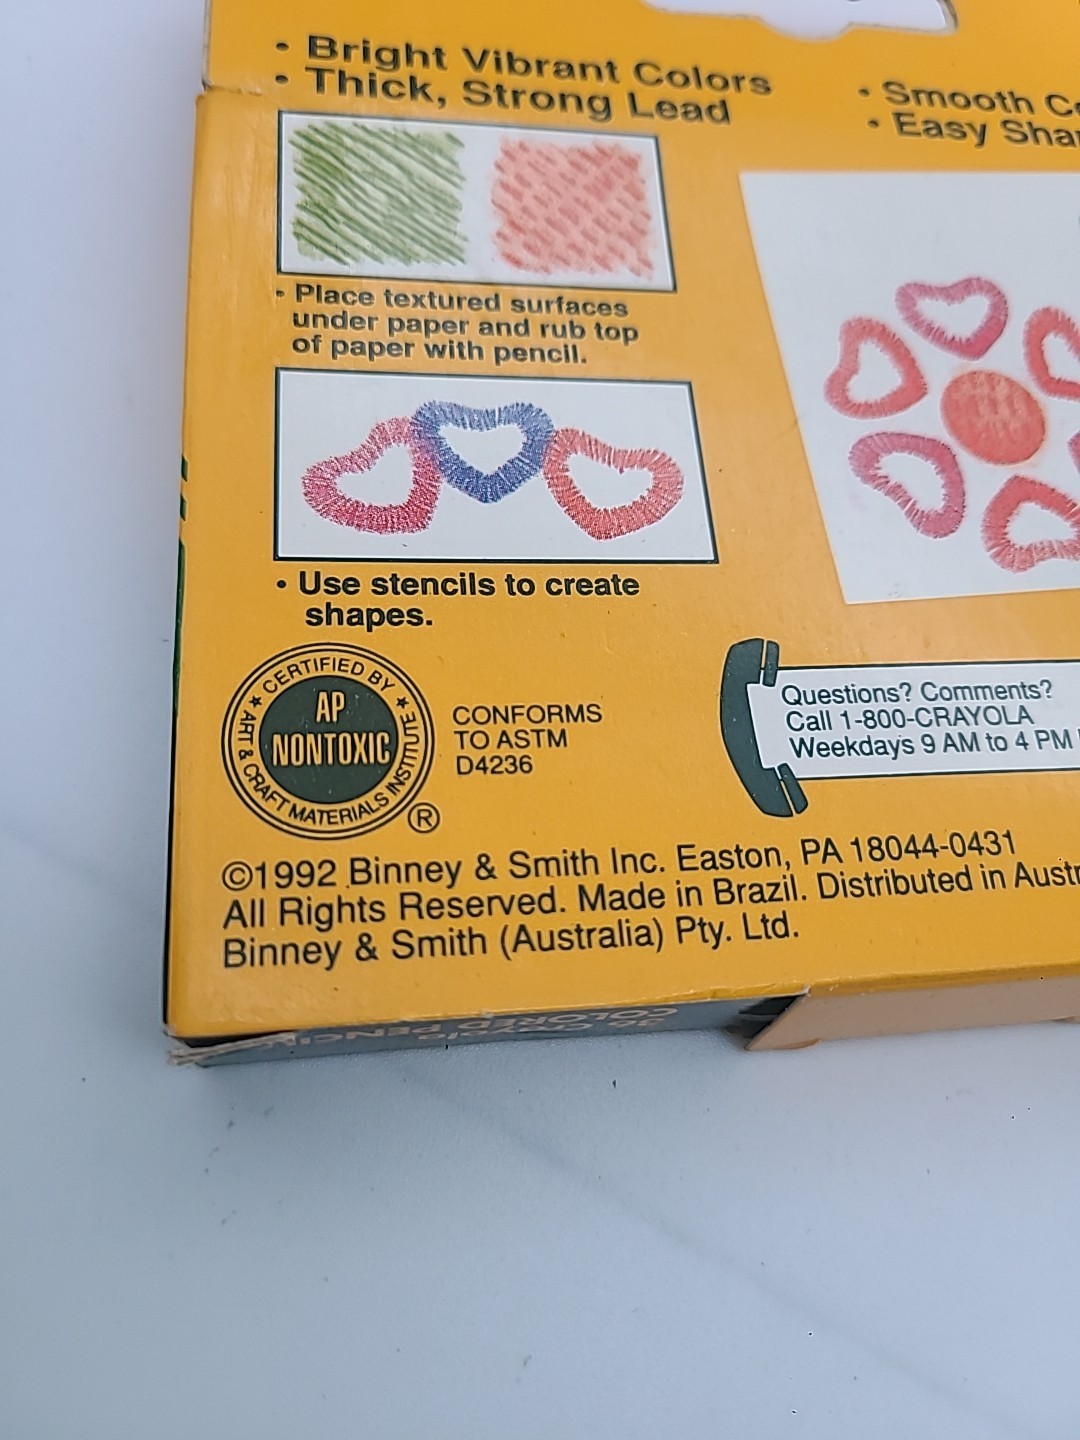 • Bright Vibrant Colors
• Thick, Strong Lead
• Smooth
• Easy
• Place textured surfaces
under paper and rub top
of paper with pencil.
• Use stencils to create
shapes.
CERTIFIED BY
ART & CRAFT MATERIALS INSTITUTE
AP
NONTOXIC
®
CONFORMS
TO ASTM
D4236
Questions? Comments?
Call 1-800-CRAYOLA
Weekdays 9 AM to 4 PM
©1992 Binney & Smith Inc. Easton, PA 18044-0431
All Rights Reserved. Made in Brazil. Distributed in
Binney & Smith (Australia) Pty. Ltd.
COLORED